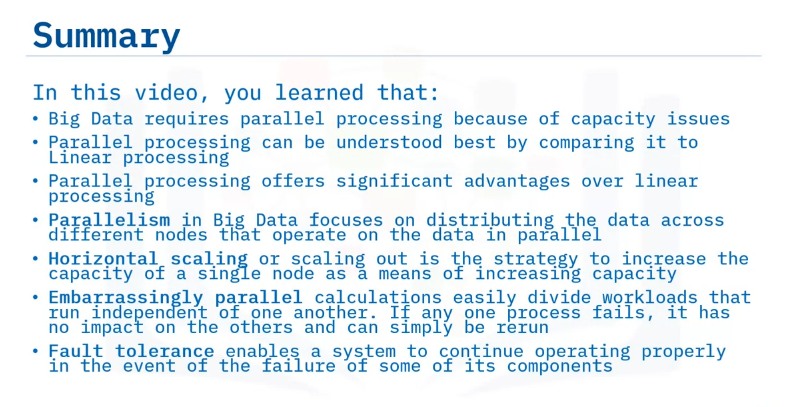 Summary
In this video, you learned that:
• Big Data requires parallel processing because of capacity issues
• Parallel processing can be understood best by comparing it to
Linear processing
• Parallel processing offers significant advantages over linear
processing
• Parallelism in Big Data focuses on distributing the data across
different nodes that operate on the data in parallel
• Horizontal scaling or scaling out is the strategy to increase the
capacity of a single node as a means of increasing capacity
• Embarrassingly parallel calculations easily divide workloads that
run independent of one another. If any one process fails, it has
no impact on the others and can simply be rerun
• Fault tolerance enables a system to continue operating properly
in the event of the failure of some of its components